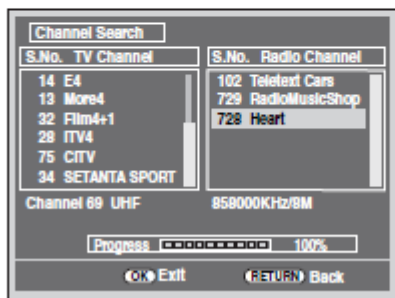 Channel Search
S.No. TV Channel
14 E4
13 More4
32 Film4+1
28 ITV4
75 CITV
34 SETANTA SPORT
S.No. Radio Channel
102 Teletext Cars
729 RadioMusicShop
728 Heart
Channel 69 UHF 858000KHz/8M
Progress 100%
OK Exit RETURN Back